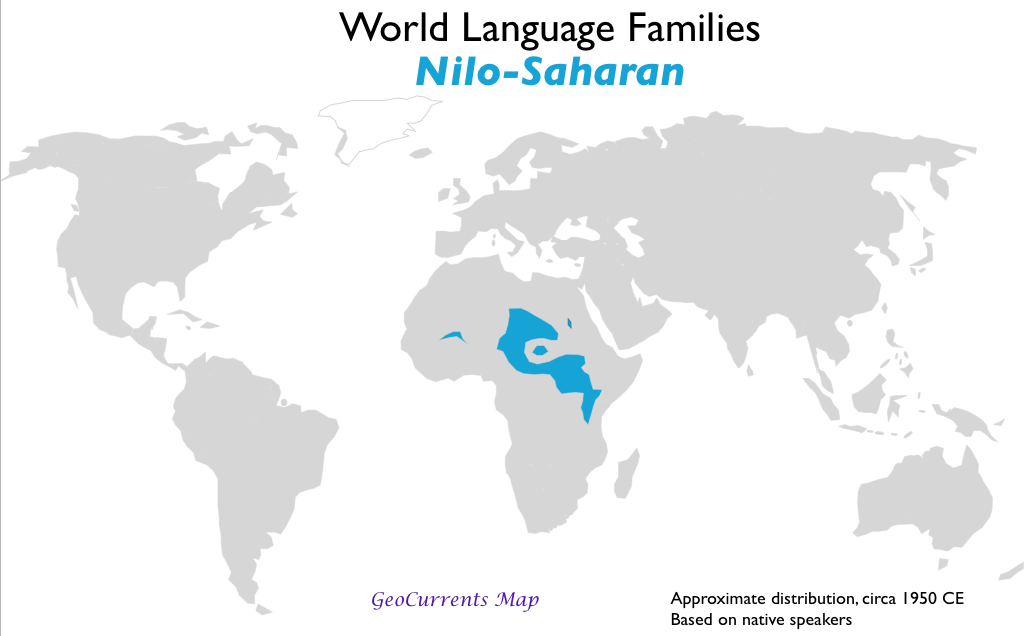 World Language Families
Nilo-Saharan
GeoCurrents Map
Approximate distribution, circa 1950 CE
Based on native speakers